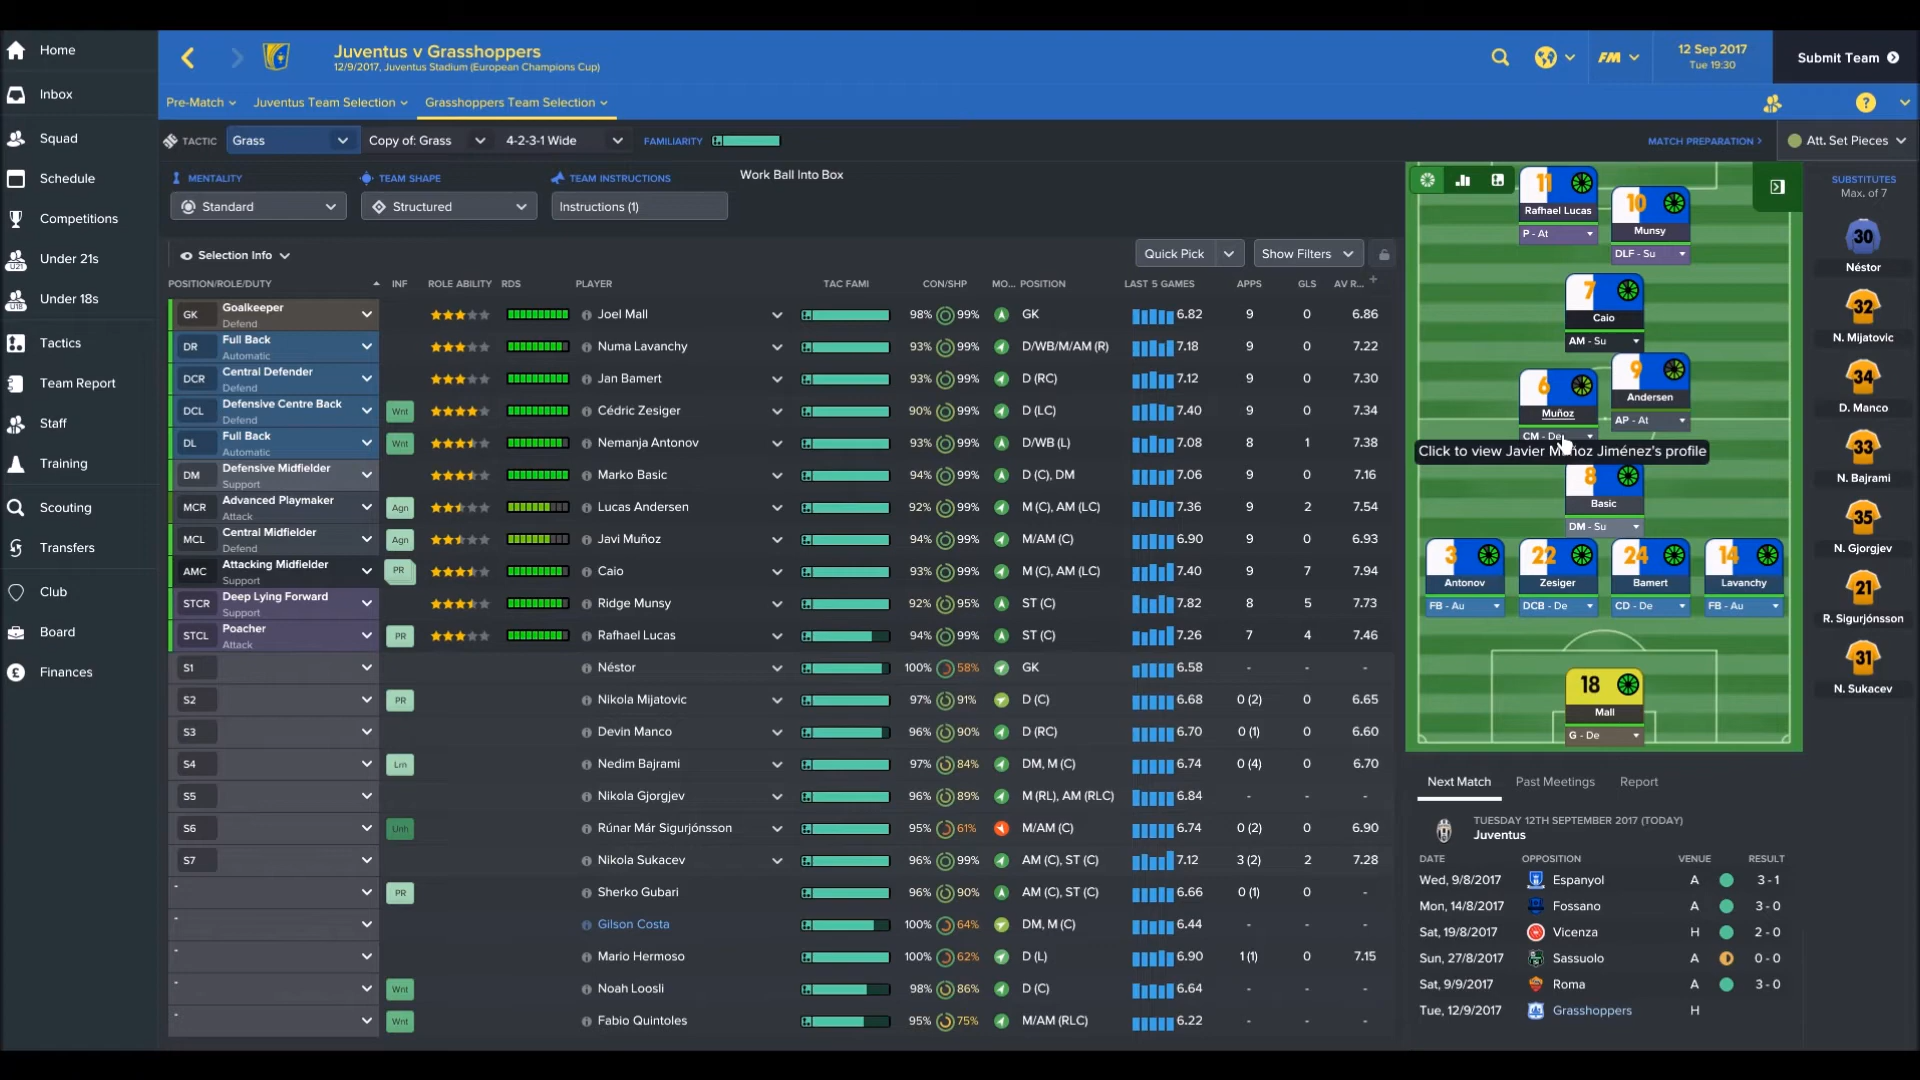 Home
Inbox
Squad
Schedule
Competitions
U21 Under 21s
U18 Under 18s
Tactics
Team Report
Staff
Training
Scouting
Transfers
Club
Board
Finances
Juventus v Grasshoppers
12/9/2017, Juventus Stadium (European Champions Cup)
FM
12 Sep 2017
Tue 19:30
Submit Team
Pre-Match
Juventus Team Selection
Grasshoppers Team Selection
?
TACTIC
Grass
Copy of: Grass
4-2-3-1 Wide
FAMILIARITY
MATCH PREPARATION >
Att. Set Pieces
MENTALITY
TEAM SHAPE
TEAM INSTRUCTIONS
Work Ball Into Box
Standard
Structured
Instructions (1)
Selection Info
Quick Pick
Show Filters
POSITION/ROLE/DUTY INF ROLE ABILITY RDS PLAYER TAC FAMI CON/SHP MO... POSITION LAST 5 GAMES APPS GLS AV R... +
GK Goalkeeper Defend Joel Mall 98% 99% GK 6.82 9 0 6.86
DR Full Back Automatic Numa Lavanchy 93% 99% D/WB/M/AM (R) 7.18 9 0 7.22
DCR Central Defender Defend Jan Bamert 93% 99% D (RC) 7.12 9 0 7.30
DCL Defensive Centre Back Defend Wnt Cédric Zesiger 90% 99% D (LC) 7.40 9 0 7.34
DL Full Back Automatic Wnt Nemanja Antonov 93% 99% D/WB (L) 7.08 8 1 7.38
DM Defensive Midfielder Support Marko Basic 94% 99% D (C), DM 7.06 9 0 7.16
MCR Advanced Playmaker Attack Agn Lucas Andersen 92% 99% M (C), AM (LC) 7.36 9 2 7.54
MCL Central Midfielder Defend Agn Javi Muñoz 94% 99% M/AM (C) 6.90 9 0 6.93
AMC Attacking Midfielder Support PR Caio 93% 99% M (C), AM (LC) 7.40 9 7 7.94
STCR Deep Lying Forward Support Ridge Munsy 92% 95% ST (C) 7.82 8 5 7.73
STCL Poacher Attack PR Rafhael Lucas 94% 99% ST (C) 7.26 7 4 7.46
S1 Néstor 100% 58% GK 6.58 - - -
S2 PR Nikola Mijatovic 97% 91% D (C) 6.68 0 (2) 0 6.65
S3 Devin Manco 96% 90% D (RC) 6.70 0 (1) 0 6.60
S4 Lrn Nedim Bajrami 97% 84% DM, M (C) 6.74 0 (4) 0 6.70
S5 Nikola Gjorgjev 96% 89% M (RL), AM (RLC) 6.84 - - -
S6 Unh Rúnar Már Sigurjónsson 95% 61% M/AM (C) 6.74 0 (2) 0 6.90
S7 Nikola Sukacev 96% 99% AM (C), ST (C) 7.12 3 (2) 2 7.28
- PR Sherko Gubari 96% 90% AM (C), ST (C) 6.66 0 (1) 0 -
- Gilson Costa 100% 64% DM, M (C) 6.44 - - -
- Mario Hermoso 100% 62% D (L) 6.90 1 (1) 0 7.15
- Wnt Noah Loosli 98% 86% D (C) 6.64 - - -
- Wnt Fabio Quintoles 95% 75% M/AM (RLC) 6.22 - - -
11
Rafhael Lucas
P - At
10
Munsy
DLF - Su
7
Caio
AM - Su
6
Muñoz
CM - De
9
Andersen
AP - At
Click to view Javier Muñoz Jiménez's profile
8
Basic
DM - Su
3 22 24 14
Antonov Zesiger Bamert Lavanchy
FB - Au DCB - De CD - De FB - Au
18
Mall
G - De
SUBSTITUTES
Max. of 7
30
Néstor
32
N. Mijatovic
34
D. Manco
33
N. Bajrami
35
N. Gjorgjev
21
R. Sigurjónsson
31
N. Sukacev
Next Match Past Meetings Report
TUESDAY 12TH SEPTEMBER 2017 (TODAY)
Juventus
DATE OPPOSITION VENUE RESULT
Wed, 9/8/2017 Espanyol A 3 - 1
Mon, 14/8/2017 Fossano A 3 - 0
Sat, 19/8/2017 Vicenza H 2 - 0
Sun, 27/8/2017 Sassuolo A 0 - 0
Sat, 9/9/2017 Roma A 3 - 0
Tue, 12/9/2017 Grasshoppers H